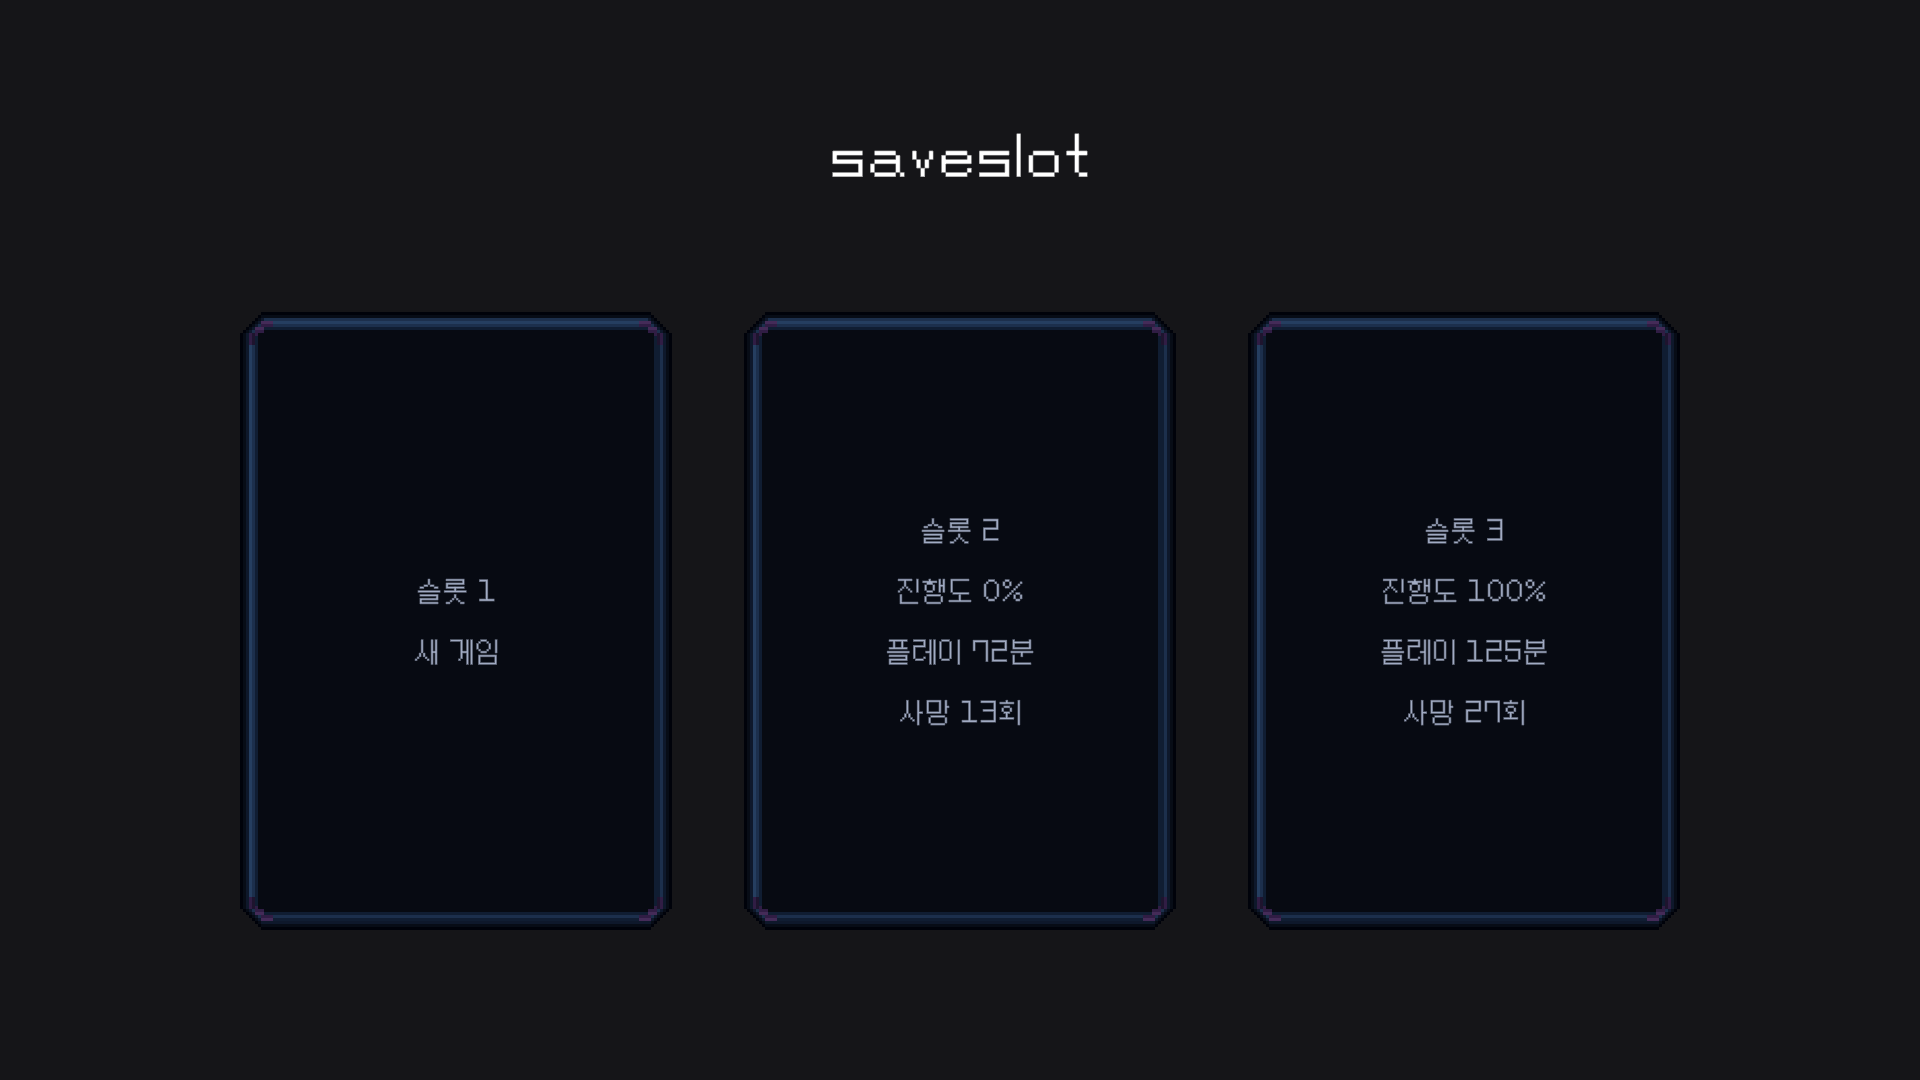 saveslot
슬롯 1
새 게임
슬롯 2
진행도 0%
플레이 72분
사망 13회
슬롯 3
진행도 100%
플레이 125분
사망 27회